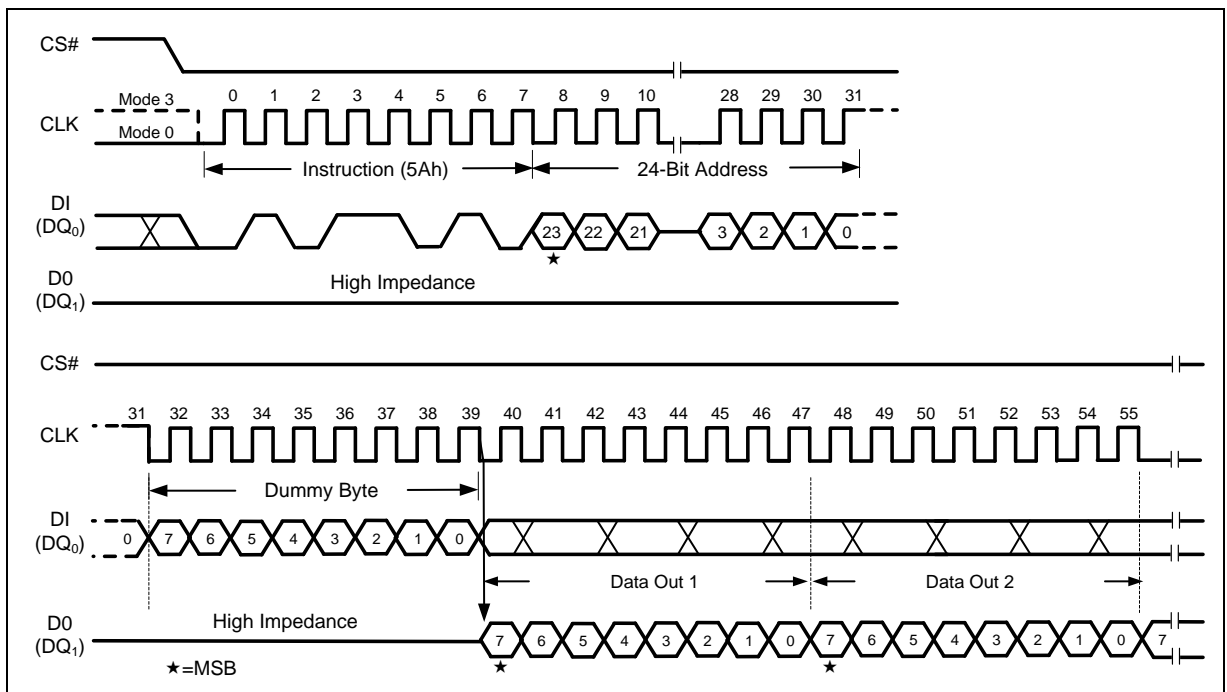 CS#
Mode 3 0 1 2 3 4 5 6 7 8 9 10 28 29 30 31
CLK
Mode 0
Instruction (5Ah) 24-Bit Address
DI
(DQ0) 23 22 21 3 2 1 0
★
D0
(DQ1)
High Impedance
CS#
31 32 33 34 35 36 37 38 39 40 41 42 43 44 45 46 47 48 49 50 51 52 53 54 55
CLK
Dummy Byte
DI
(DQ0) 0 7 6 5 4 3 2 1 0
Data Out 1 Data Out 2
D0
(DQ1)
High Impedance
7 6 5 4 3 2 1 0 7 6 5 4 3 2 1 0 7
★=MSB ★ ★